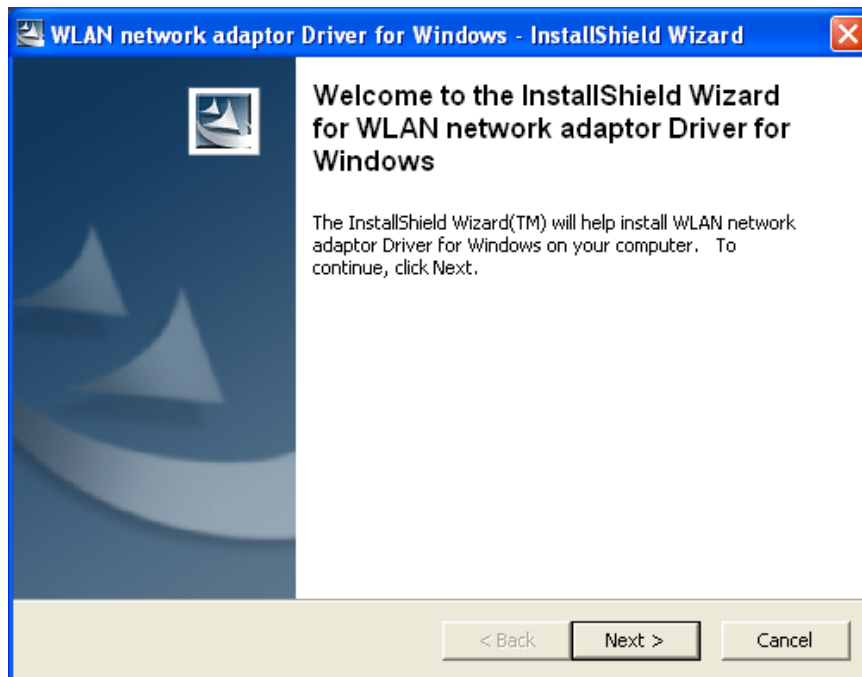 WLAN network adaptor Driver for Windows - InstallShield Wizard
Welcome to the InstallShield Wizard
for WLAN network adaptor Driver for
Windows
The InstallShield Wizard(TM) will help install WLAN network
adaptor Driver for Windows on your computer. To
continue, click Next.
< Back
Next >
Cancel